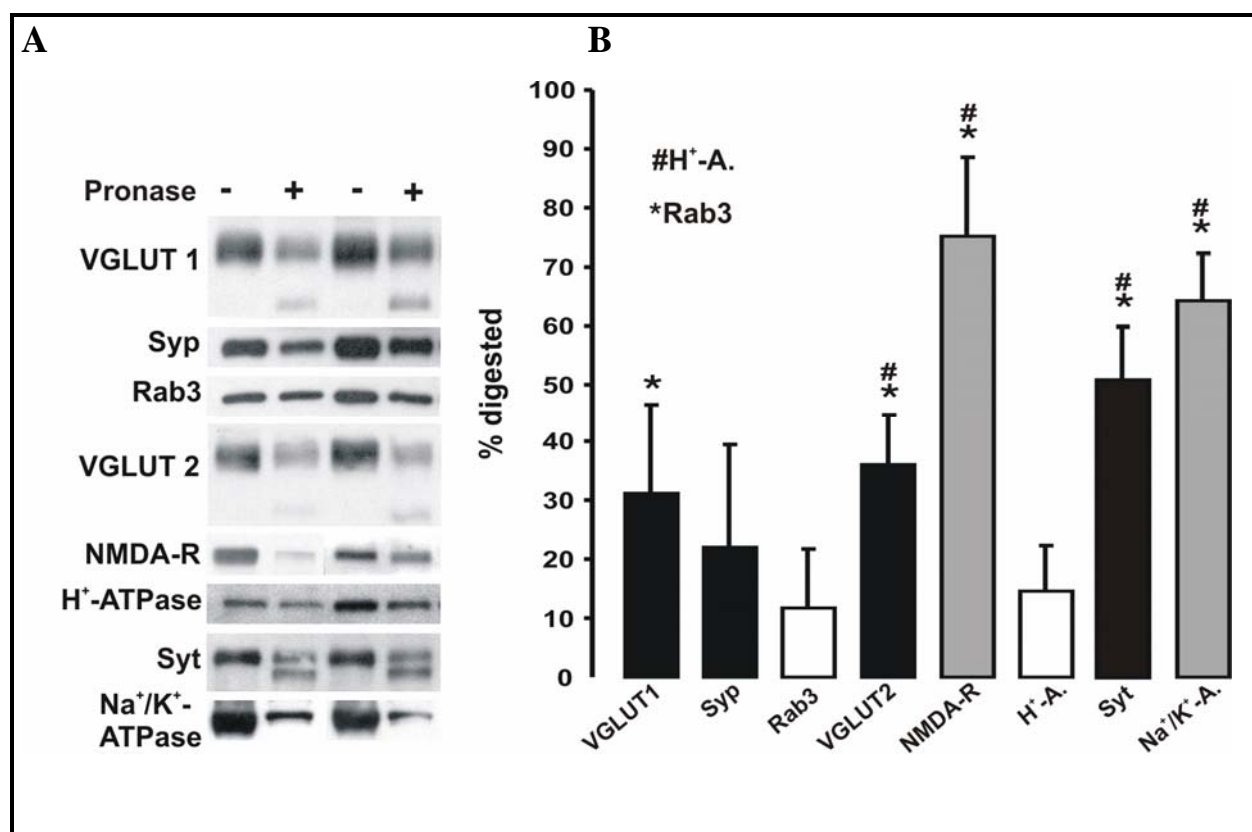 A
B
Pronase - + - +
VGLUT 1
Syp
Rab3
VGLUT 2
NMDA-R
H⁺-ATPase
Syt
Na⁺/K⁺-
ATPase
% digested
100
90
80
70
60
50
40
30
20
10
0
#H⁺-A.
*Rab3
*
#
*
#
*
#
*
#
*
VGLUT1
Syp
Rab3
VGLUT2
NMDA-R
H⁺-A.
Syt
Na⁺/K⁺-A.